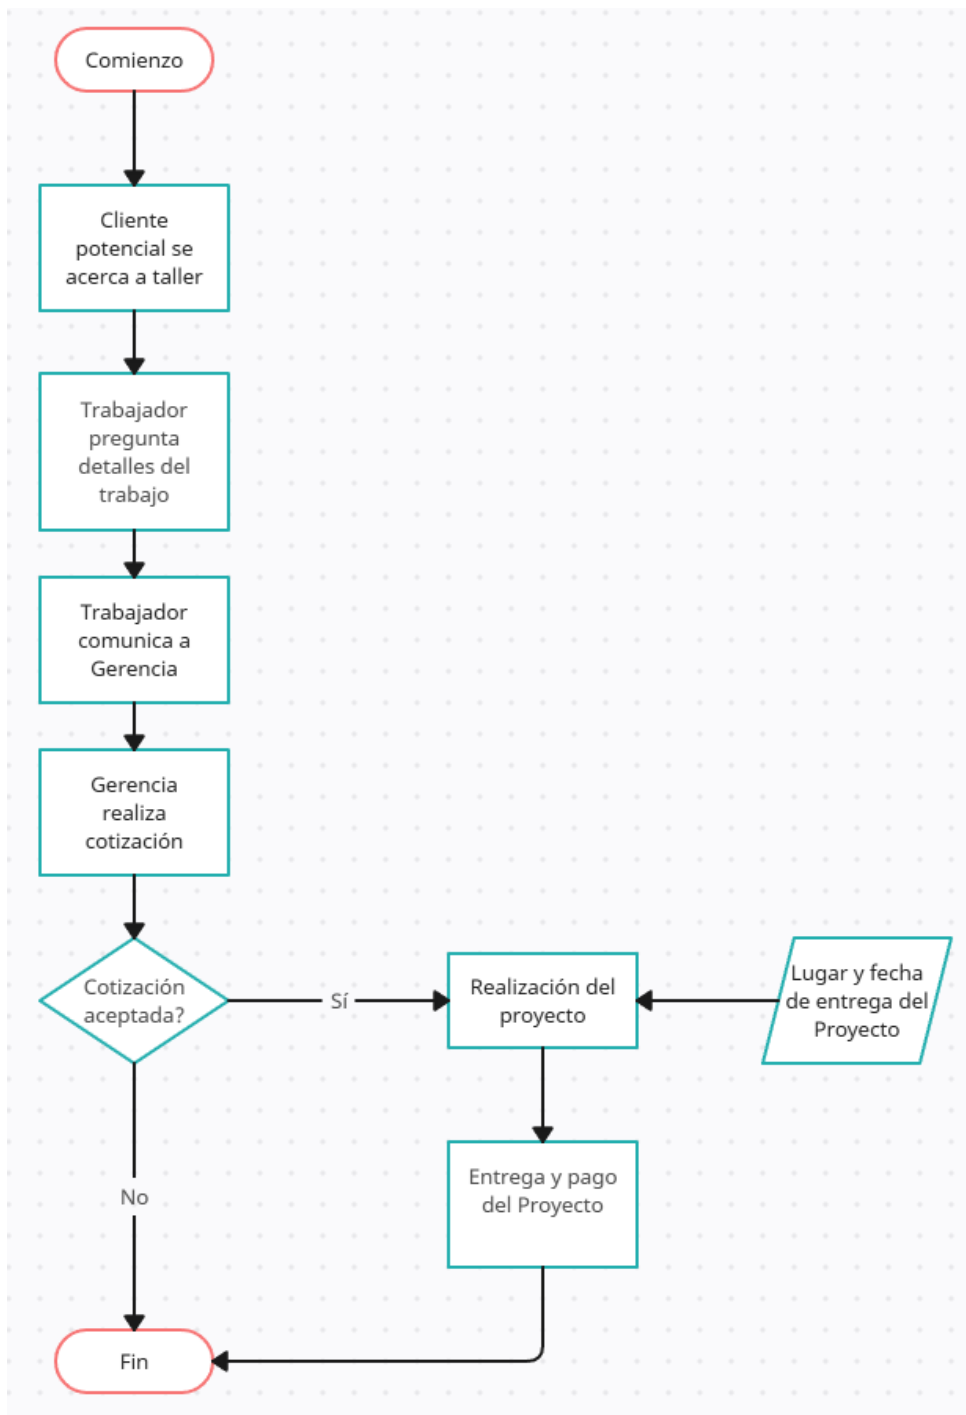 Comienzo
Cliente
potencial se
acerca a taller
Trabajador
pregunta
detalles del
trabajo
Trabajador
comunica a
Gerencia
Gerencia
realiza
cotización
Cotización
aceptada?
Sí
Realización del
proyecto
Lugar y fecha
de entrega del
Proyecto
Entrega y pago
del Proyecto
No
Fin